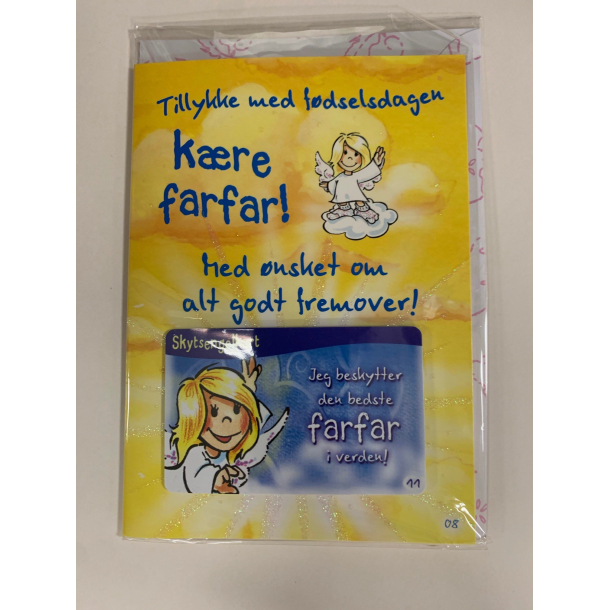 Tillykke med fødselsdagen
kære
farfar!
Med ønsket om
alt godt fremover!
Skytsengelkort
Jeg beskytter
den bedste
farfar
i verden!
11
08